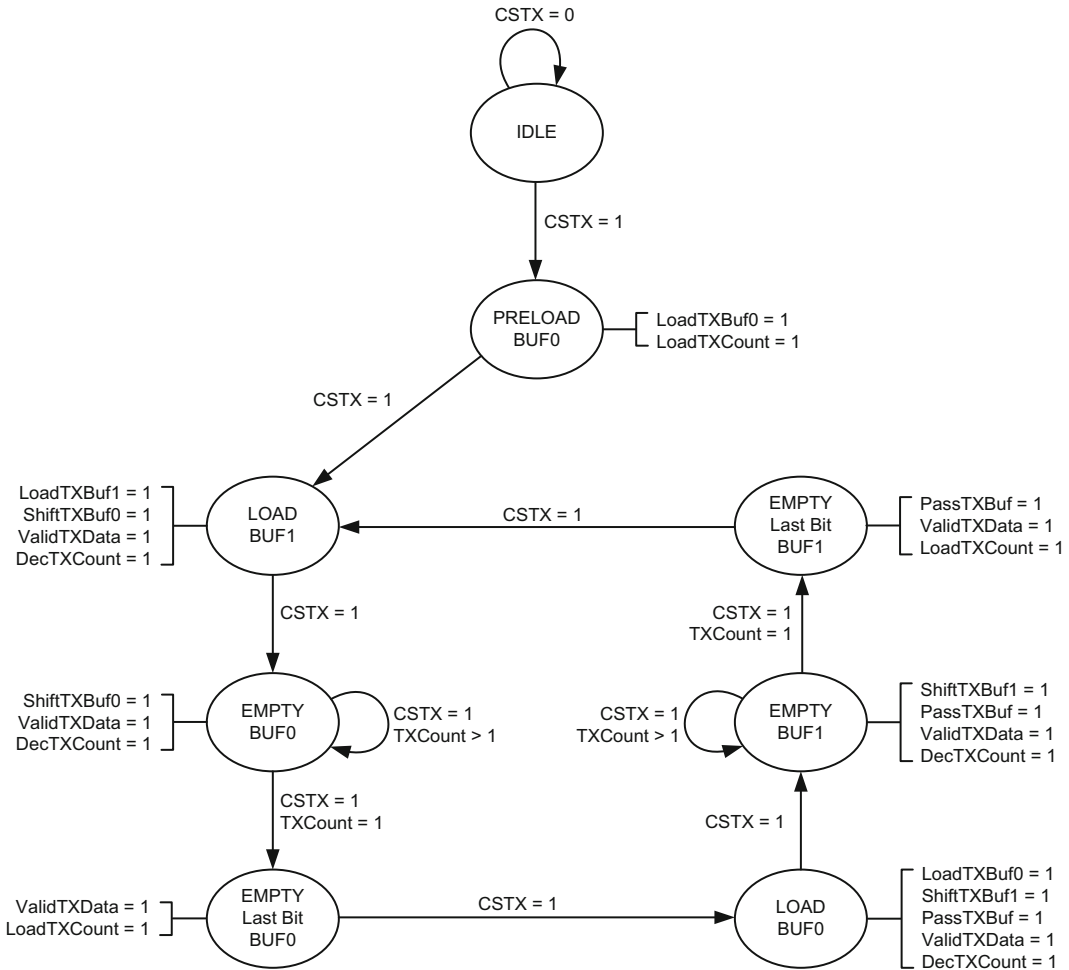 CSTX = 0
IDLE
CSTX = 1
PRELOAD
BUF0
LoadTXBuf0 = 1
LoadTXCount = 1
CSTX = 1
LoadTXBuf1 = 1
ShiftTXBuf0 = 1
ValidTXData = 1
DecTXCount = 1
LOAD
BUF1
CSTX = 1
EMPTY
Last Bit
BUF1
PassTXBuf = 1
ValidTXData = 1
LoadTXCount = 1
CSTX = 1
CSTX = 1
TXCount = 1
ShiftTXBuf0 = 1
ValidTXData = 1
DecTXCount = 1
EMPTY
BUF0
CSTX = 1
TXCount > 1
CSTX = 1
TXCount > 1
EMPTY
BUF1
ShiftTXBuf1 = 1
PassTXBuf = 1
ValidTXData = 1
DecTXCount = 1
CSTX = 1
TXCount = 1
CSTX = 1
ValidTXData = 1
LoadTXCount = 1
EMPTY
Last Bit
BUF0
CSTX = 1
LOAD
BUF0
LoadTXBuf0 = 1
ShiftTXBuf1 = 1
PassTXBuf = 1
ValidTXData = 1
DecTXCount = 1